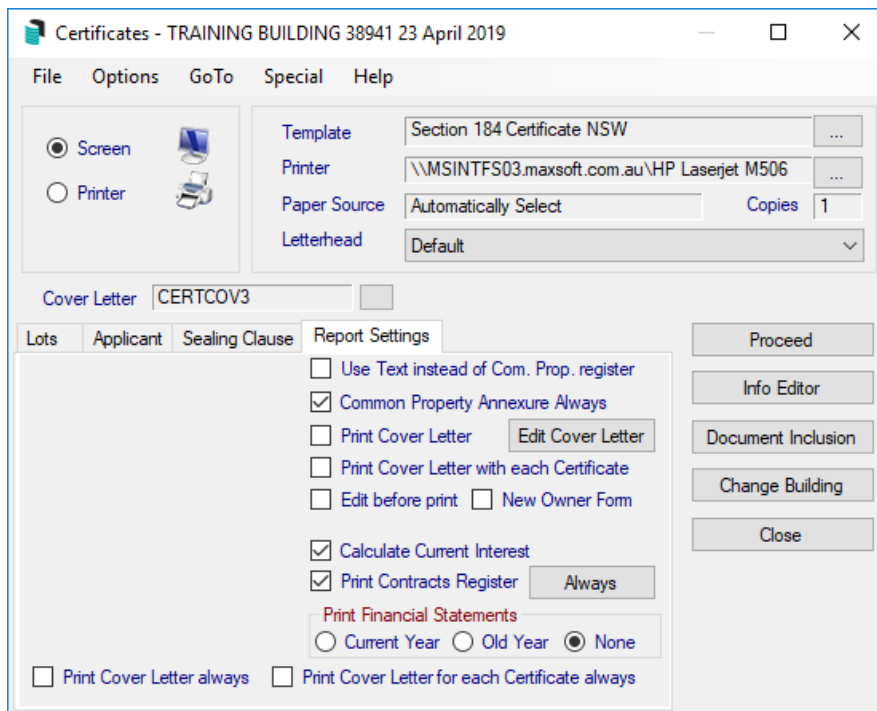 Certificates - TRAINING BUILDING 38941 23 April 2019
File Options GoTo Special Help
Screen
Printer
Template Section 184 Certificate NSW ...
Printer \\MSINTFS03.maxsoft.com.au\HP Laserjet M506 ...
Paper Source Automatically Select Copies 1
Letterhead Default
Cover Letter CERTCOV3
Lots Applicant Sealing Clause Report Settings
Use Text instead of Com. Prop. register
Common Property Annexure Always
Print Cover Letter Edit Cover Letter
Print Cover Letter with each Certificate
Edit before print New Owner Form
Calculate Current Interest
Print Contracts Register Always
Print Financial Statements
Current Year Old Year None
Print Cover Letter always Print Cover Letter for each Certificate always
Proceed
Info Editor
Document Inclusion
Change Building
Close